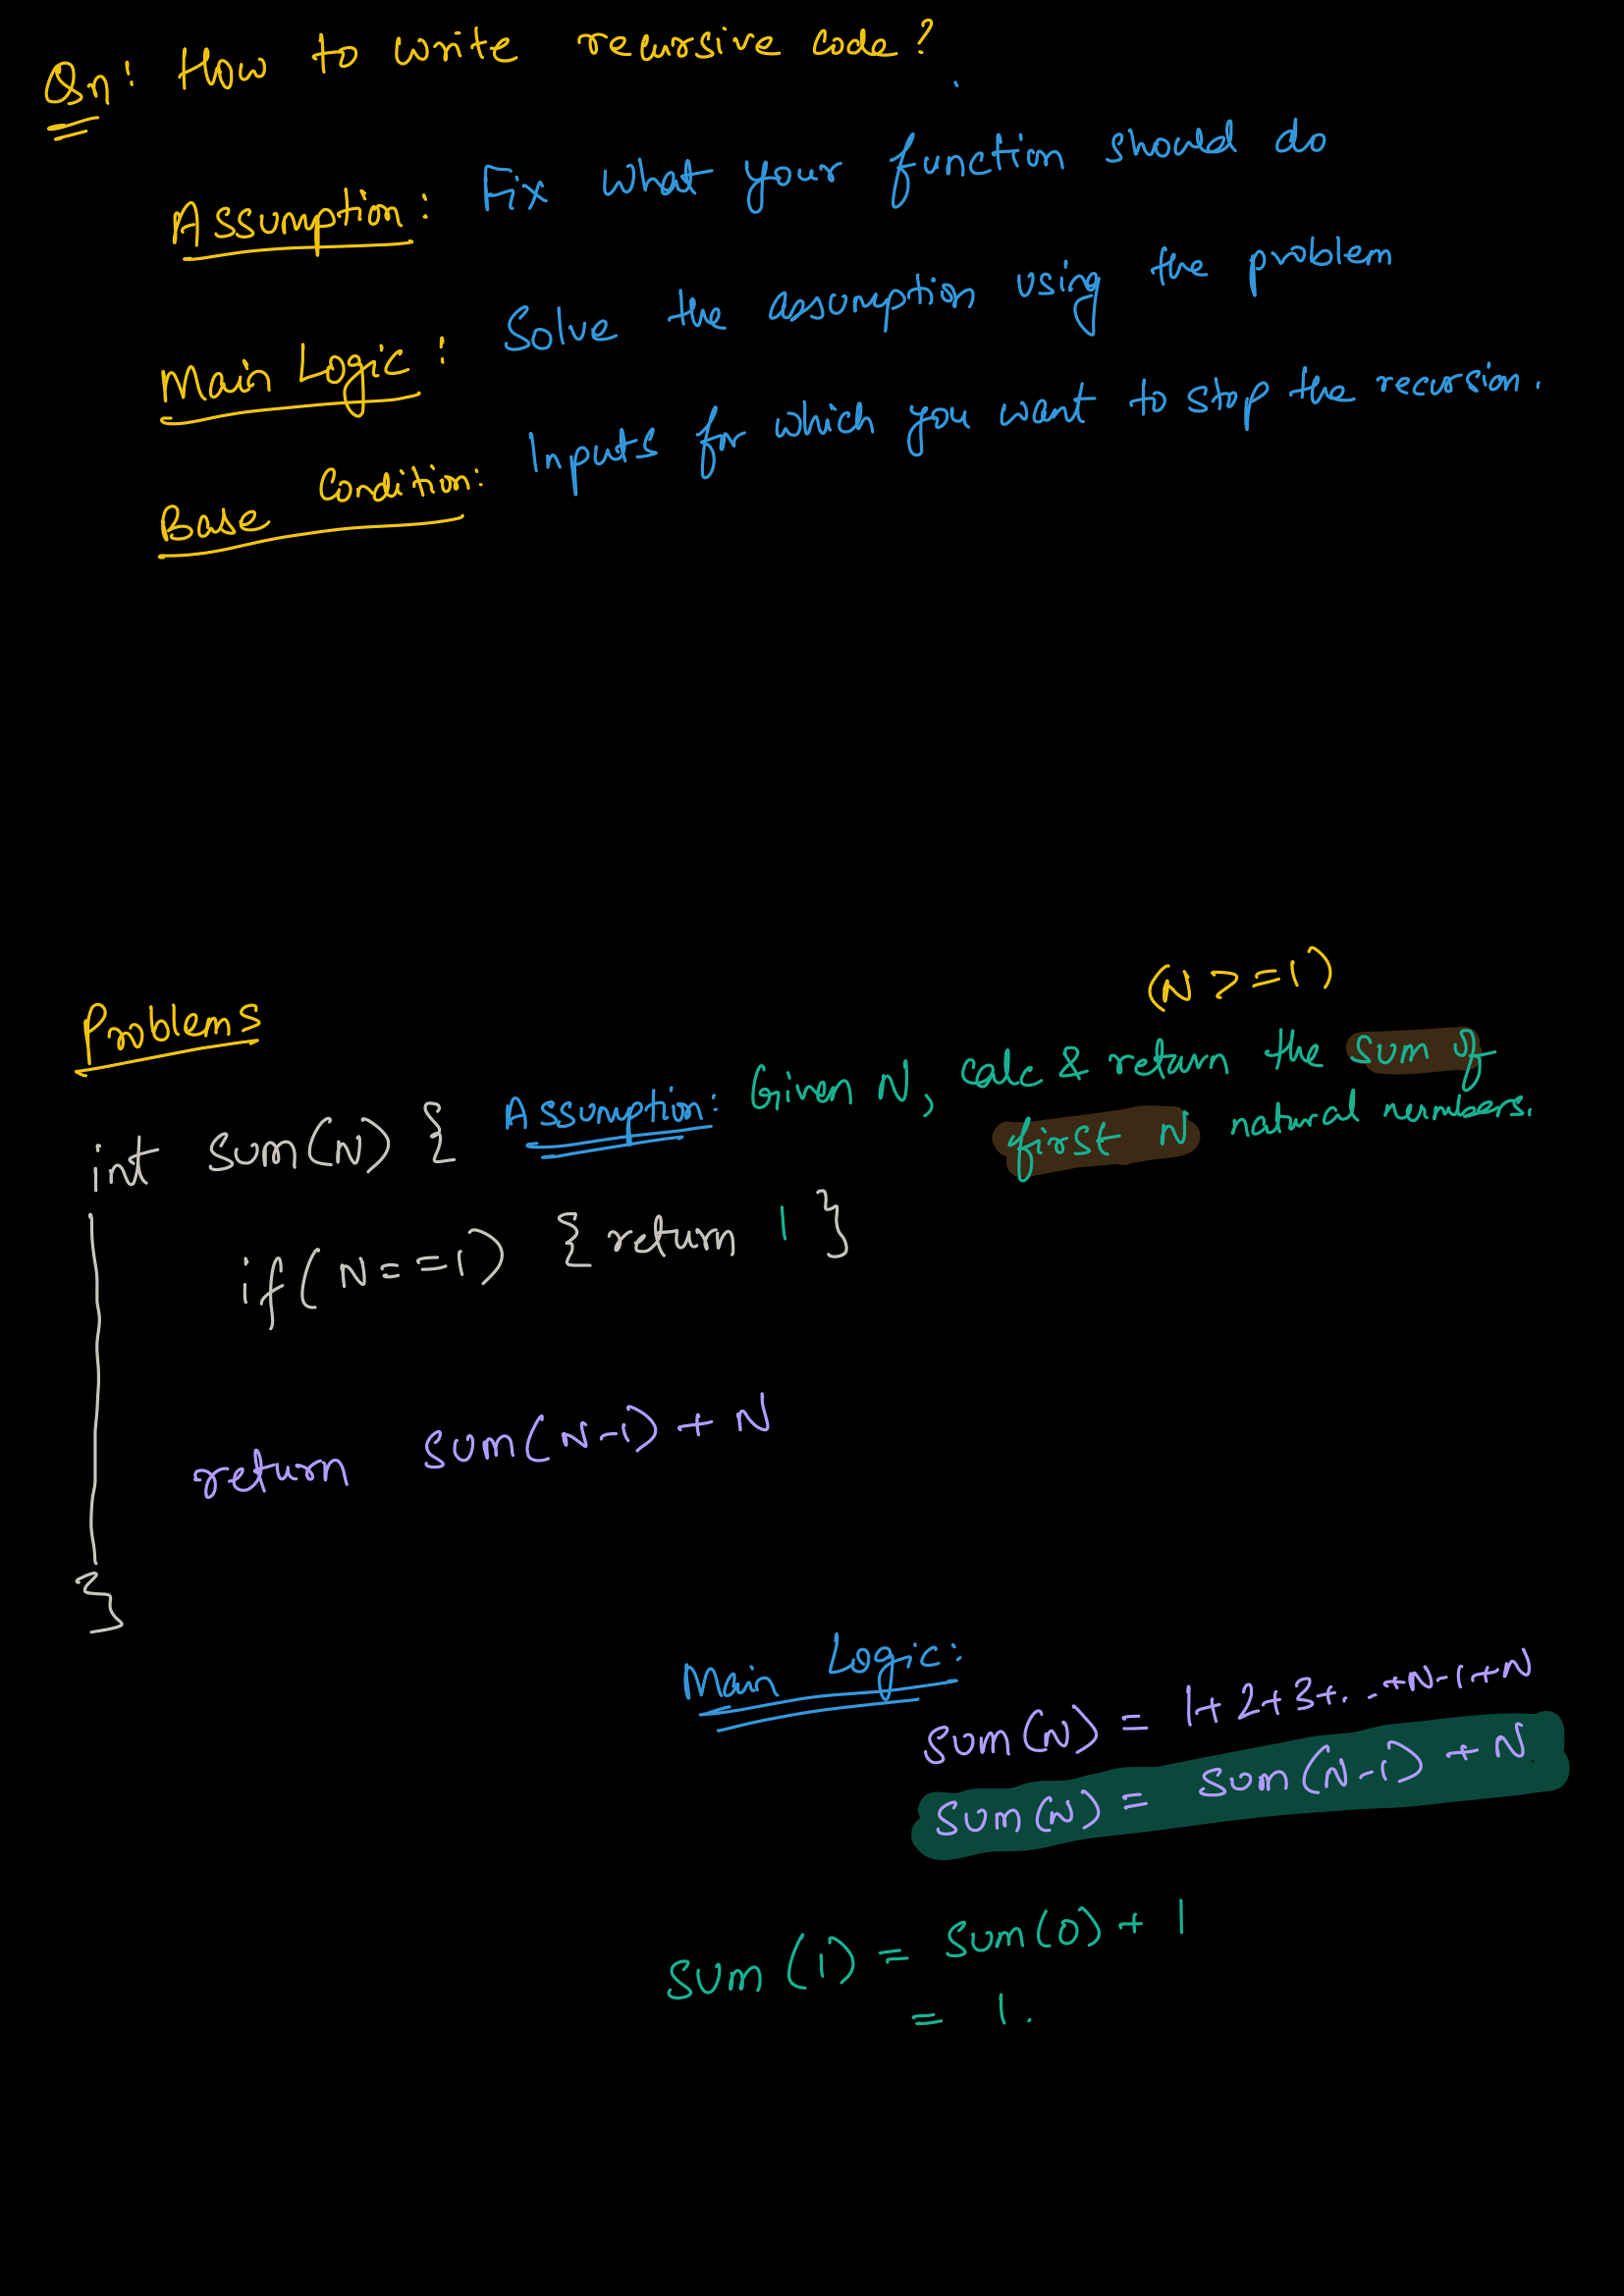 Qn: How to write recursive code?
Assumption: Fix what your function should do
Main Logic: Solve the assumption using the problem
Base Condition: Inputs for which you want to stop the recursion.
Problems
(N >=1)
int sum(N) { Assumption: Given N, calc & return the sum of
first N natural numbers.
if(N==1) {return 1}
return sum(N-1) + N
}
Main Logic:
sum(N) = 1+2+3+...+N-1+N
sum(N) = sum(N-1) + N
sum(1) = sum(0) + 1
= 1.